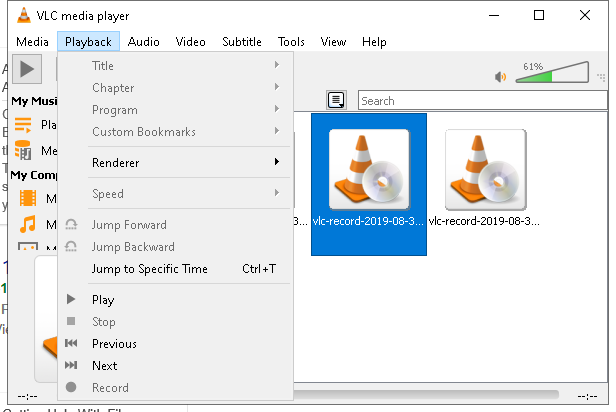 VLC media player
Media Playback Audio Video Subtitle Tools View Help
61%
Title
Chapter
Program
Custom Bookmarks
Renderer
Speed
Jump Forward
Jump Backward
Jump to Specific Time Ctrl+T
Play
Stop
Previous
Next
Record
My Musi
Pla
Me
My Comp
M
M
M
Search
3...
vlc-record-2019-08-3...
vlc-record-2019-08-3...
--:--
--:--